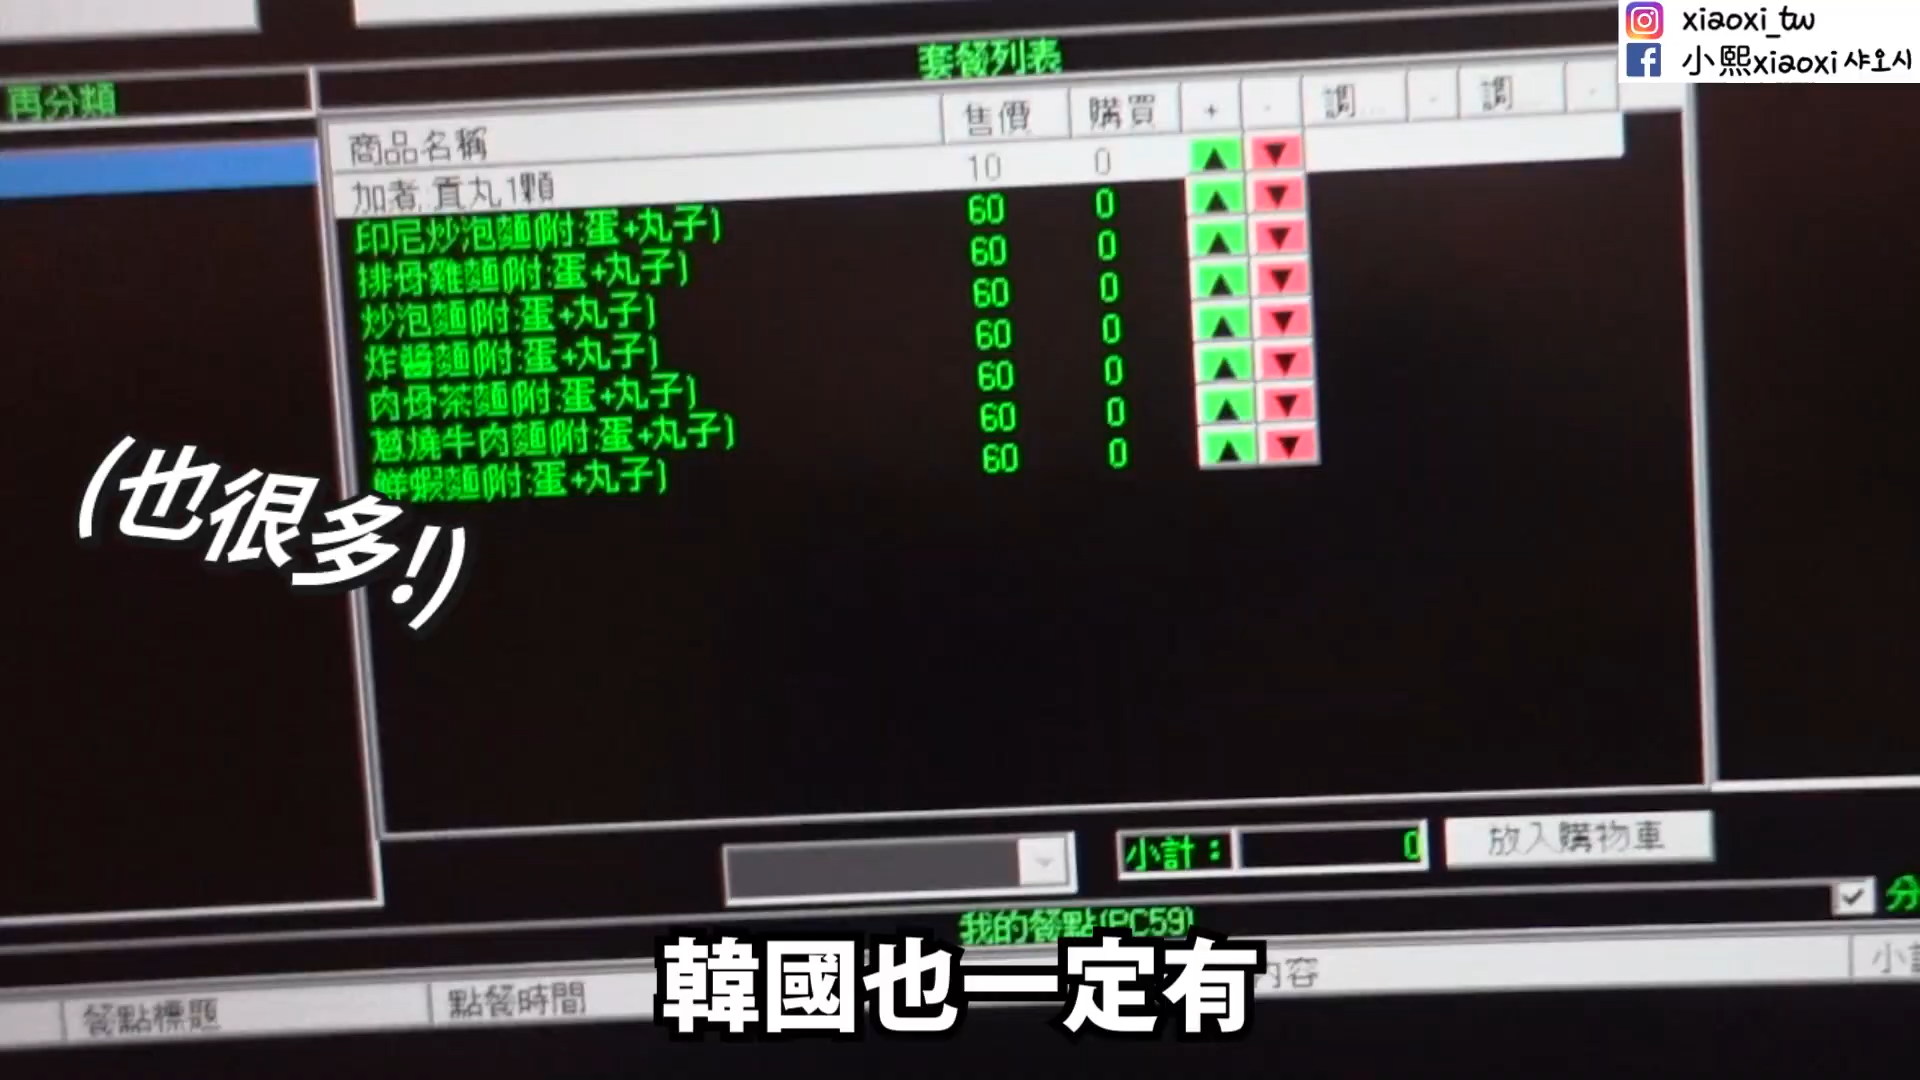 xiaoxi_tw
小熙xiaoxi샤오시
套餐列表
再分類
商品名稱 售價 購買 + - 調... - 調... -
直丸1顆 10 0
印尼炒泡麵(附:蛋+丸子) 60 0
排骨雞麵(附:蛋+丸子) 60 0
炒泡麵(附:蛋+丸子) 60 0
炸醬麵(附:蛋+丸子) 60 0
肉骨茶麵(附:蛋+丸子) 60 0
蔥燒牛肉麵(附:蛋+丸子) 60 0
鮮蝦麵(附:蛋+丸子) 60 0
(也很多!)
小計: 0 放入購物車
分
我的餐點(PC59)
餐點標題 點餐時間 內容 小計
韓國也一定有